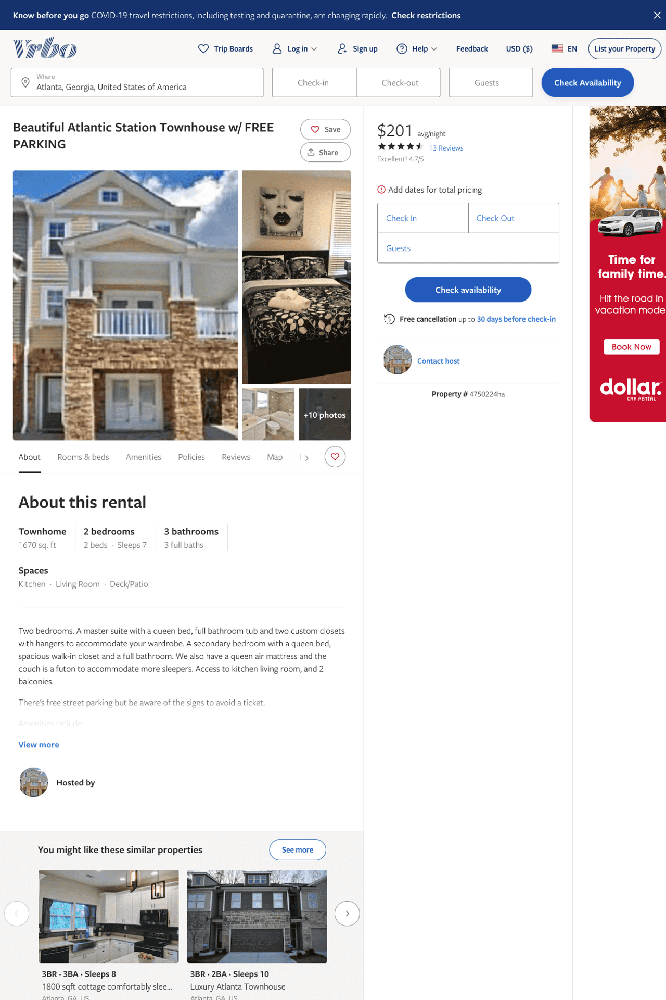 Know before you go COVID-19 travel restrictions, including testing and quarantine, are changing rapidly. Check restrictions
Vrbo
Trip Boards
Log in
Sign up
Help
Feedback
USD ($)
EN
List your Property
Where
Atlanta, Georgia, United States of America
Check-in
Check-out
Guests
Check Availability
Beautiful Atlantic Station Townhouse w/ FREE
PARKING
Save
Share
+10 photos
$201 avg/night
13 Reviews
Excellent! 4.7/5
Add dates for total pricing
Check In
Check Out
Guests
Check availability
Free cancellation up to 30 days before check-in
Contact host
Property # 4750224ha
Time for
family time.
Hit the road in
vacation mode
Book Now
dollar.
CAR RENTAL
About
Rooms & beds
Amenities
Policies
Reviews
Map
About this rental
Townhome
1670 sq. ft
2 bedrooms
2 beds · Sleeps 7
3 bathrooms
3 full baths
Spaces
Kitchen · Living Room · Deck/Patio
Two bedrooms. A master suite with a queen bed, full bathroom tub and two custom closets
with hangers to accommodate your wardrobe. A secondary bedroom with a queen bed,
spacious walk-in closet and a full bathroom. We also have a queen air mattress and the
couch is a futon to accommodate more sleepers. Access to kitchen living room, and 2
balconies.
There's free street parking but be aware of the signs to avoid a ticket.
Amenities Include:
View more
Hosted by
You might like these similar properties
See more
3BR · 3BA · Sleeps 8
1800 sqft cottage comfortably slee...
Atlanta, GA, US
3BR · 2BA · Sleeps 10
Luxury Atlanta Townhouse
Atlanta, GA, US